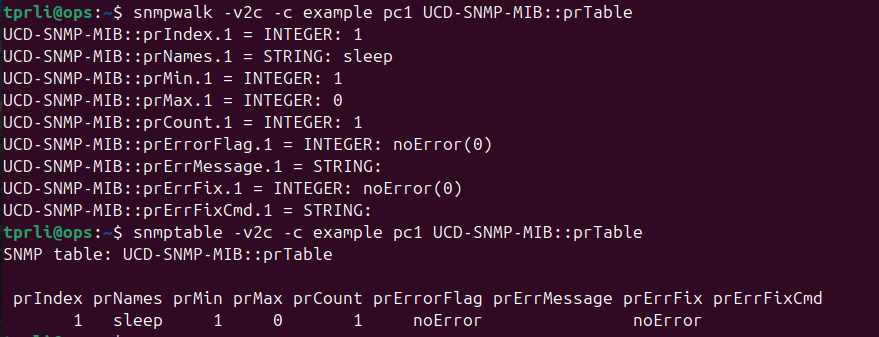 tprli@ops:~$ snmpwalk -v2c -c example pc1 UCD-SNMP-MIB::prTable
UCD-SNMP-MIB::prIndex.1 = INTEGER: 1
UCD-SNMP-MIB::prNames.1 = STRING: sleep
UCD-SNMP-MIB::prMin.1 = INTEGER: 1
UCD-SNMP-MIB::prMax.1 = INTEGER: 0
UCD-SNMP-MIB::prCount.1 = INTEGER: 1
UCD-SNMP-MIB::prErrorFlag.1 = INTEGER: noError(0)
UCD-SNMP-MIB::prErrMessage.1 = STRING:
UCD-SNMP-MIB::prErrFix.1 = INTEGER: noError(0)
UCD-SNMP-MIB::prErrFixCmd.1 = STRING:
tprli@ops:~$ snmptable -v2c -c example pc1 UCD-SNMP-MIB::prTable
SNMP table: UCD-SNMP-MIB::prTable
prIndex prNames prMin prMax prCount prErrorFlag prErrMessage prErrFix prErrFixCmd
1 sleep 1 0 1 noError noError